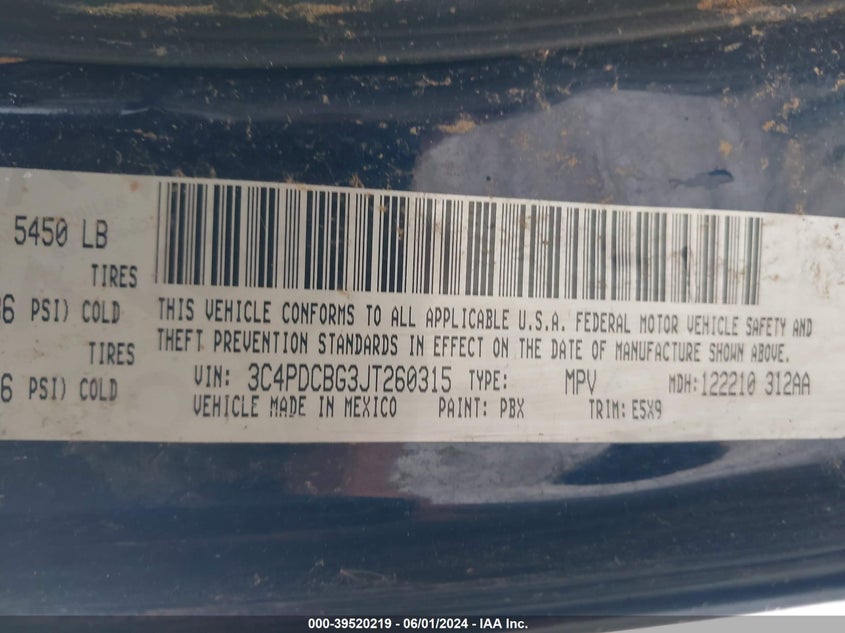 5450 LB
TIRES
PSI) COLD
TIRES
PSI) COLD
THIS VEHICLE CONFORMS TO ALL APPLICABLE U.S.A. FEDERAL MOTOR VEHICLE SAFETY AND
THEFT PREVENTION STANDARDS IN EFFECT ON THE DATE OF MANUFACTURE SHOWN ABOVE.
VIN: 3C4PDCBG3JT260315 TYPE: MPV MDH: 122210 312AA
VEHICLE MADE IN MEXICO PAINT: PBX TRIM: E5X9
000-39520219 - 06/01/2024 - IAA Inc.